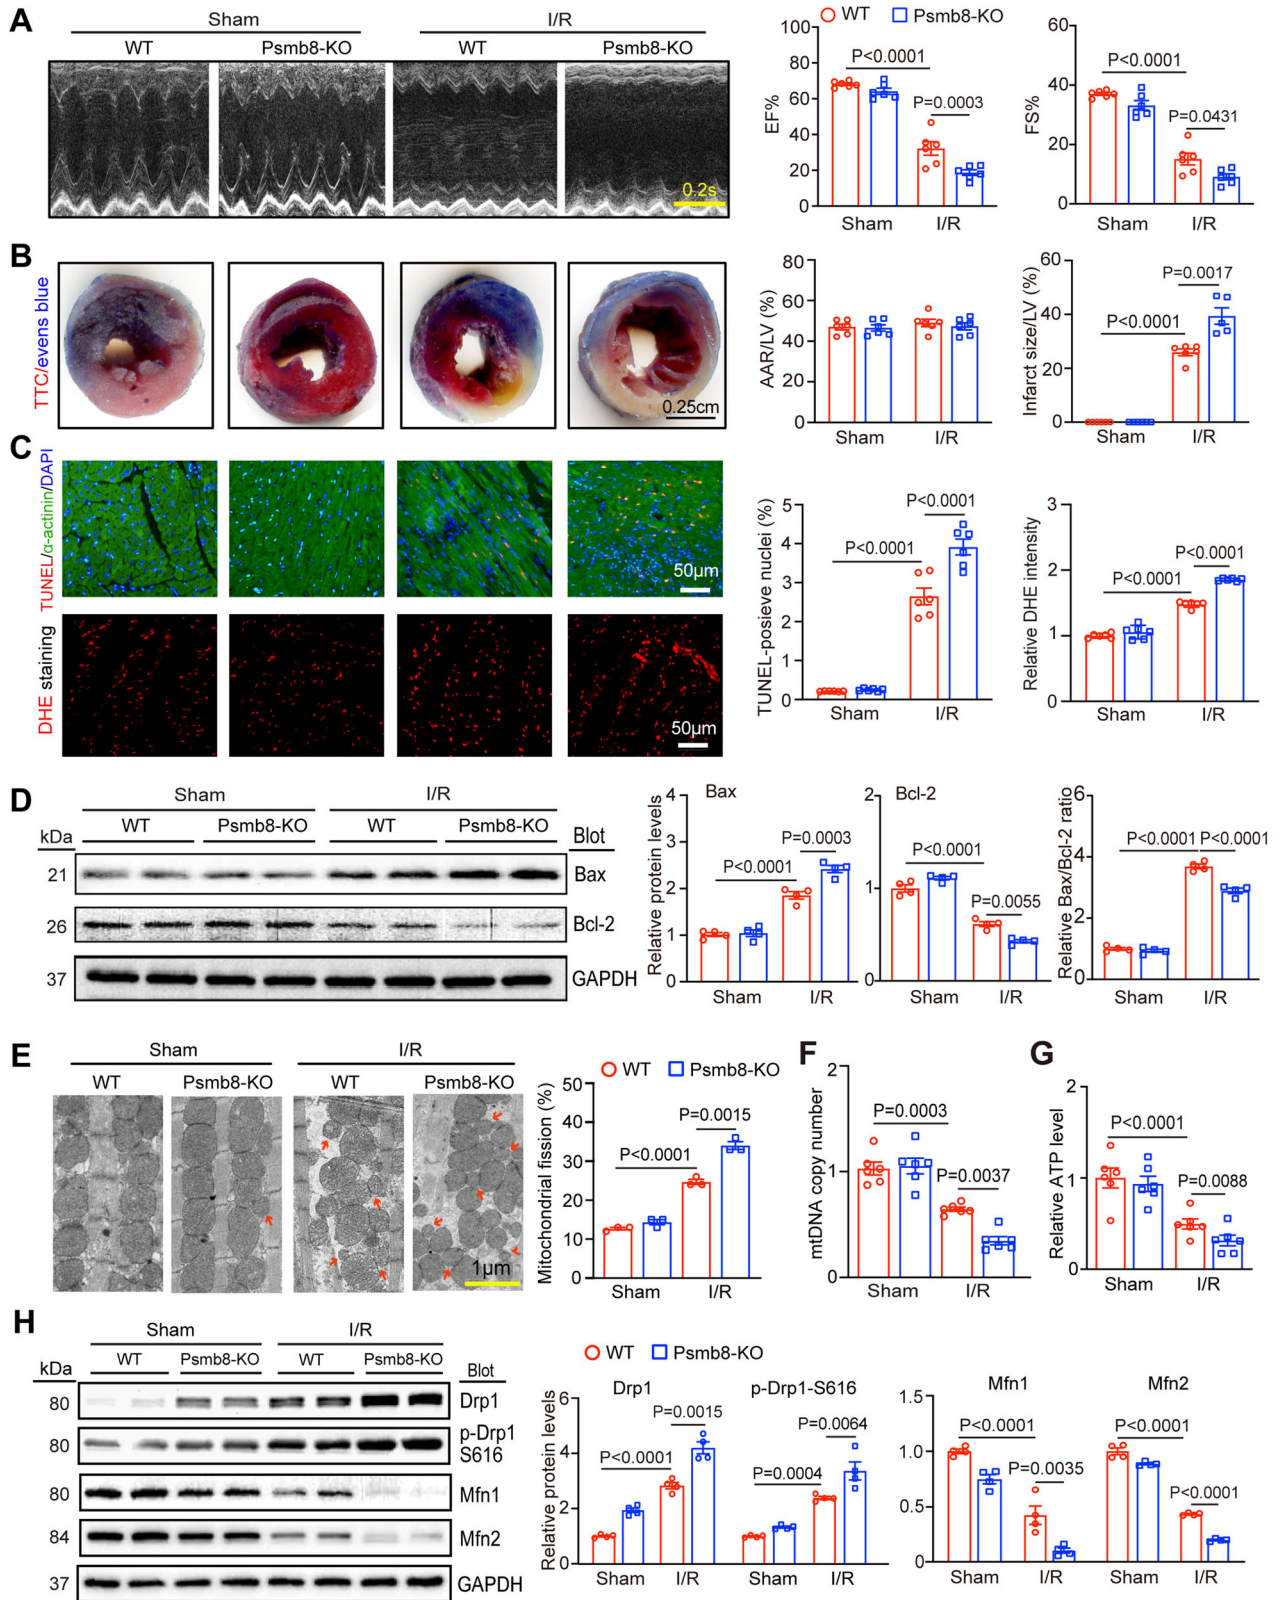 A
Sham
I/R
WT
Psmb8-KO
WT
Psmb8-KO
0.2s
WT
Psmb8-KO
EF%
100
80
60
40
20
0
P<0.0001
P=0.0003
Sham
I/R
FS%
60
40
20
0
P<0.0001
P=0.0431
Sham
I/R
B
TTC/evens blue
0.25cm
AAR/LV (%)
80
60
40
20
0
Sham
I/R
Infarct size/LV (%)
60
40
20
0
P<0.0001
P=0.0017
Sham
I/R
C
TUNEL/α-actinin/DAPI
50μm
DHE staining
50μm
TUNEL-posieve nuclei (%)
5
4
3
2
1
0
P<0.0001
P<0.0001
Sham
I/R
Relative DHE intensity
3
2
1
0
P<0.0001
P<0.0001
Sham
I/R
D
Sham
I/R
kDa
WT
Psmb8-KO
WT
Psmb8-KO
Blot
21
Bax
26
Bcl-2
37
GAPDH
Relative protein levels
4
3
2
1
0
Bax
P<0.0001
P=0.0003
Sham
I/R
2
1
0
Bcl-2
P<0.0001
P=0.0055
Sham
I/R
Relative Bax/Bcl-2 ratio
6
4
2
0
P<0.0001
P<0.0001
Sham
I/R
E
Sham
I/R
WT
Psmb8-KO
WT
Psmb8-KO
1μm
WT
Psmb8-KO
Mitochondrial fission (%)
50
40
30
20
10
0
P<0.0001
P=0.0015
Sham
I/R
F
mtDNA copy number
2
1
0
P=0.0003
P=0.0037
Sham
I/R
G
Relative ATP level
2
1
0
P<0.0001
P=0.0088
Sham
I/R
H
Sham
I/R
kDa
WT
Psmb8-KO
WT
Psmb8-KO
Blot
80
Drp1
80
p-Drp1
S616
80
Mfn1
84
Mfn2
37
GAPDH
WT
Psmb8-KO
Relative protein levels
6
4
2
0
Drp1
p-Drp1-S616
P<0.0001
P=0.0015
P=0.0004
P=0.0064
Sham
I/R
Sham
I/R
1.5
1.0
0.5
0
Mfn1
Mfn2
P<0.0001
P=0.0035
P<0.0001
P<0.0001
Sham
I/R
Sham
I/R